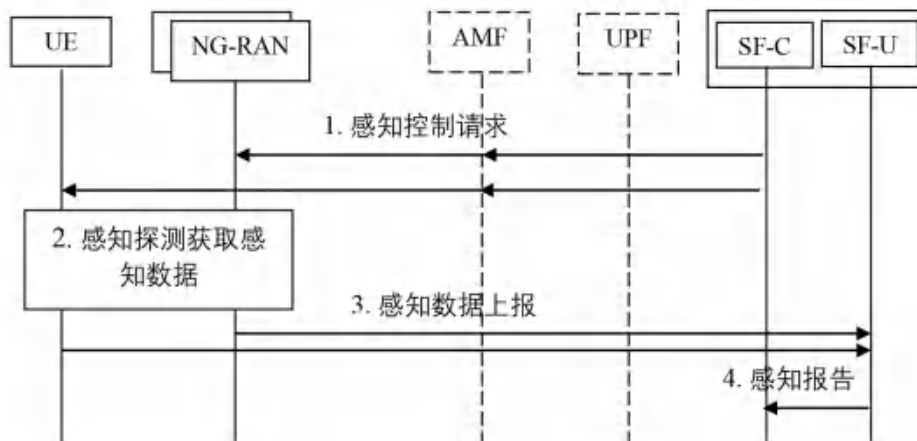 UE
NG-RAN
AMF
UPF
SF-C
SF-U
1. 感知控制请求
2. 感知探测获取感
知数据
3. 感知数据上报
4. 感知报告